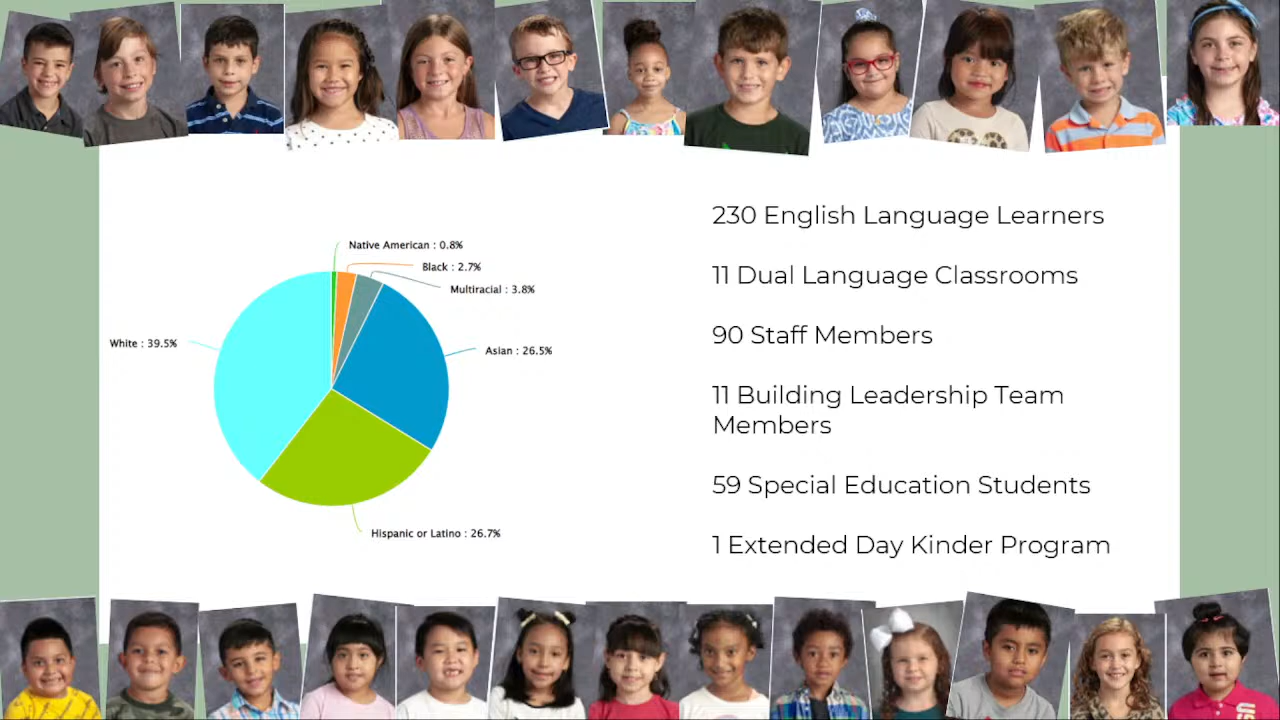 Native American : 0.8%
Black : 2.7%
Multiracial : 3.8%
White : 39.5%
Asian : 26.5%
Hispanic or Latino : 26.7%
230 English Language Learners
11 Dual Language Classrooms
90 Staff Members
11 Building Leadership Team
Members
59 Special Education Students
1 Extended Day Kinder Program